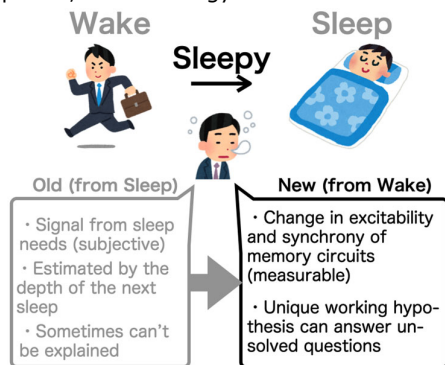 Wake
Sleep
Sleepy
Old (from Sleep)
・Signal from sleep
needs (subjective)
・Estimated by the
depth of the next
sleep
・Sometimes can't
be explained
New (from Wake)
・Change in excitability
and synchrony of
memory circuits
(measurable)
・Unique working hypo-
thesis can answer un-
solved questions